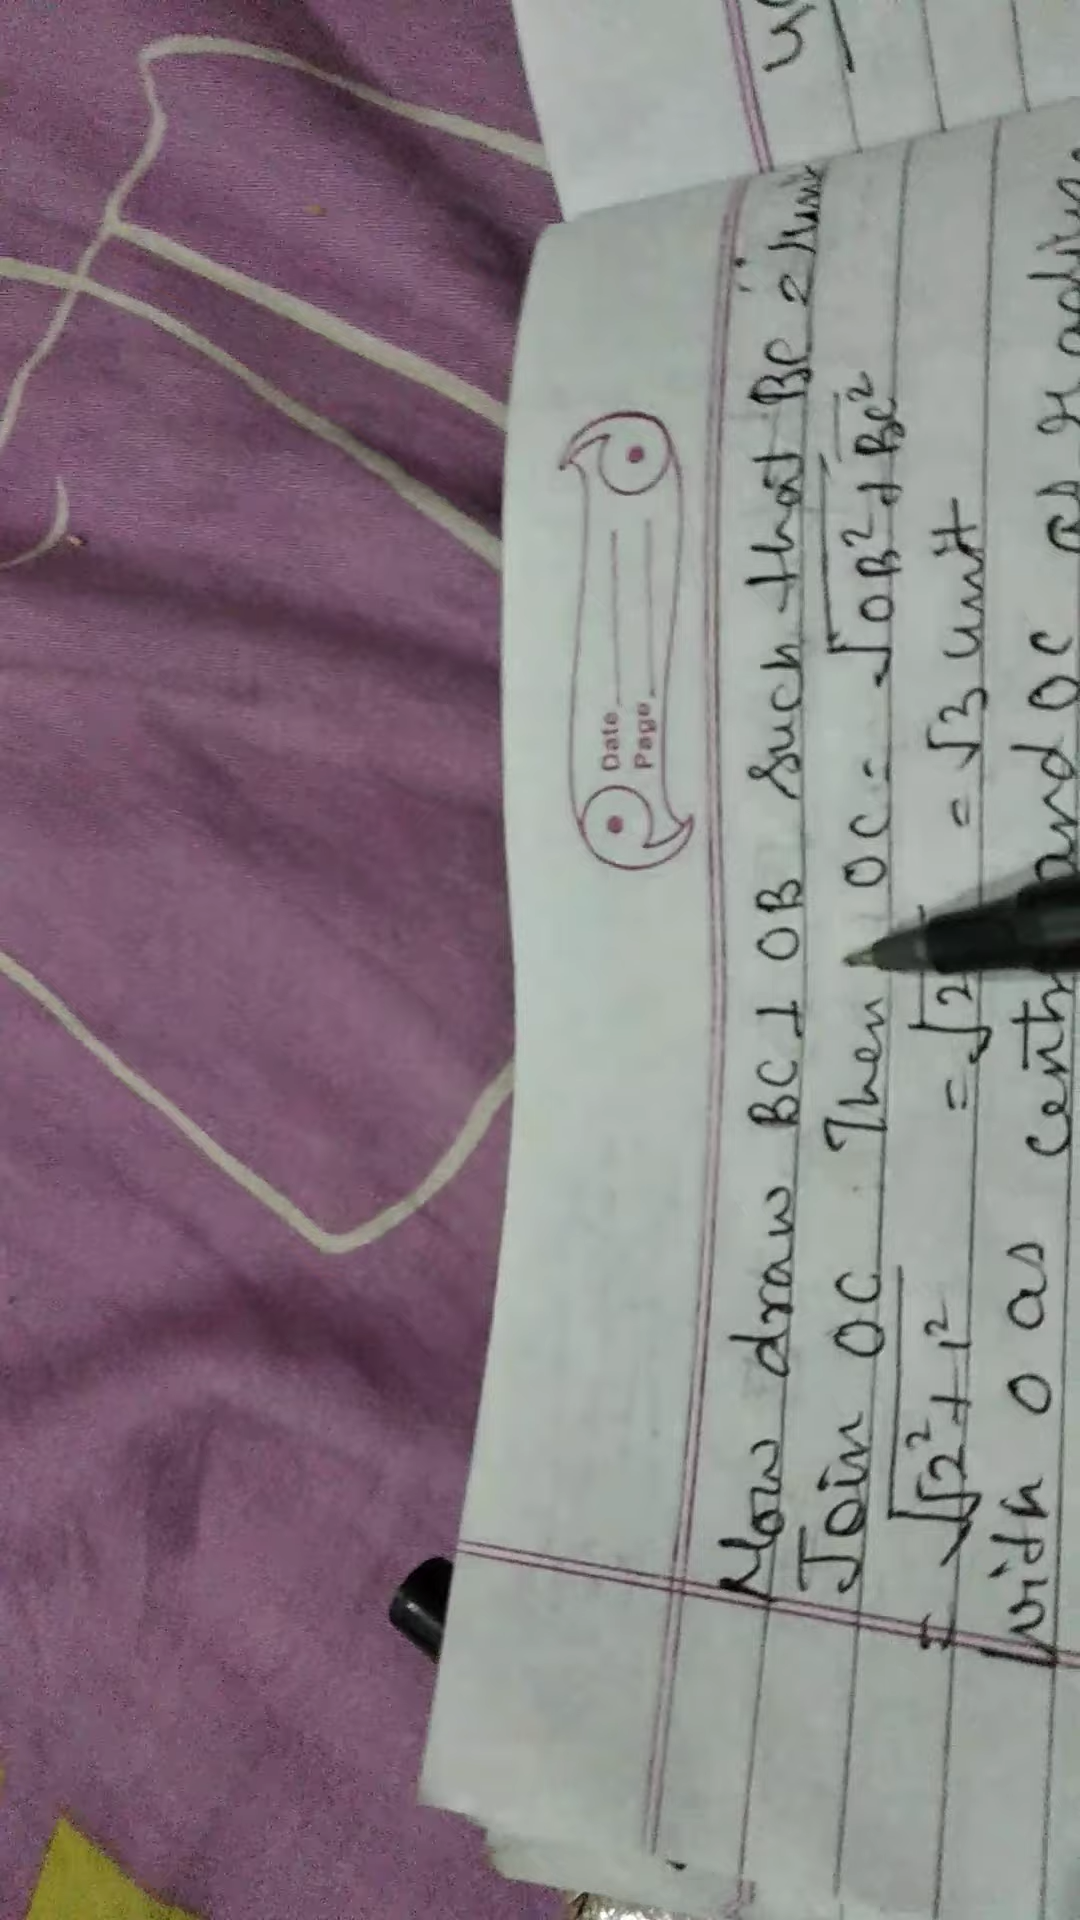 Date
Page
Now draw BC ⊥ OB such that BC = 1 unit
Join OC. Then OC = √OB² + BC²
= √√2² + 1² = √2 = √3 unit
With O as centre and OC as radius